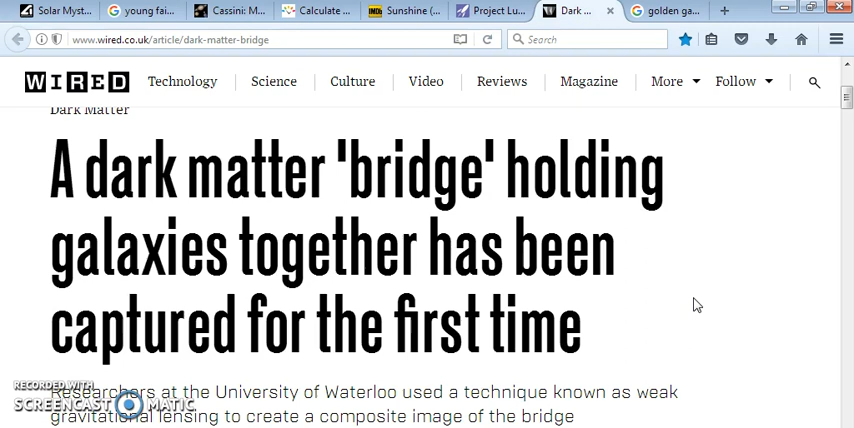 Solar Myst...
young fai...
Cassini: M...
Calculate ...
IMDb Sunshine (...
Project Lu...
Dark ...
golden ga...
www.wired.co.uk/article/dark-matter-bridge
Search
WIRED Technology Science Culture Video Reviews Magazine More Follow
Dark Matter
A dark matter 'bridge' holding
galaxies together has been
captured for the first time
Researchers at the University of Waterloo used a technique known as weak
gravitational lensing to create a composite image of the bridge
RECORDED WITH
SCREENCAST MATIC